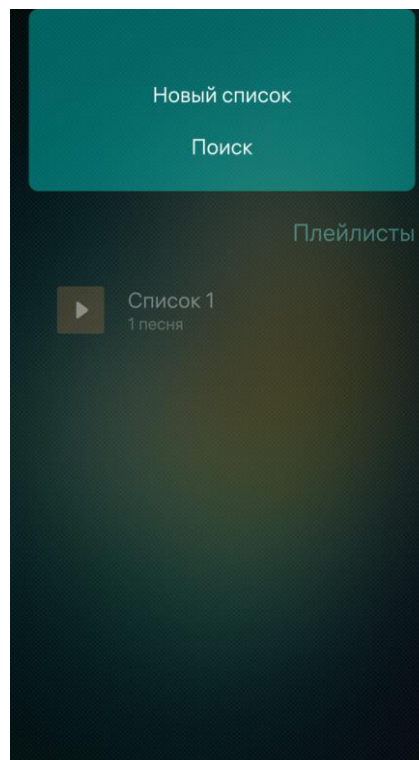 Новый список
Поиск
Плейлисты
Список 1
1 песня